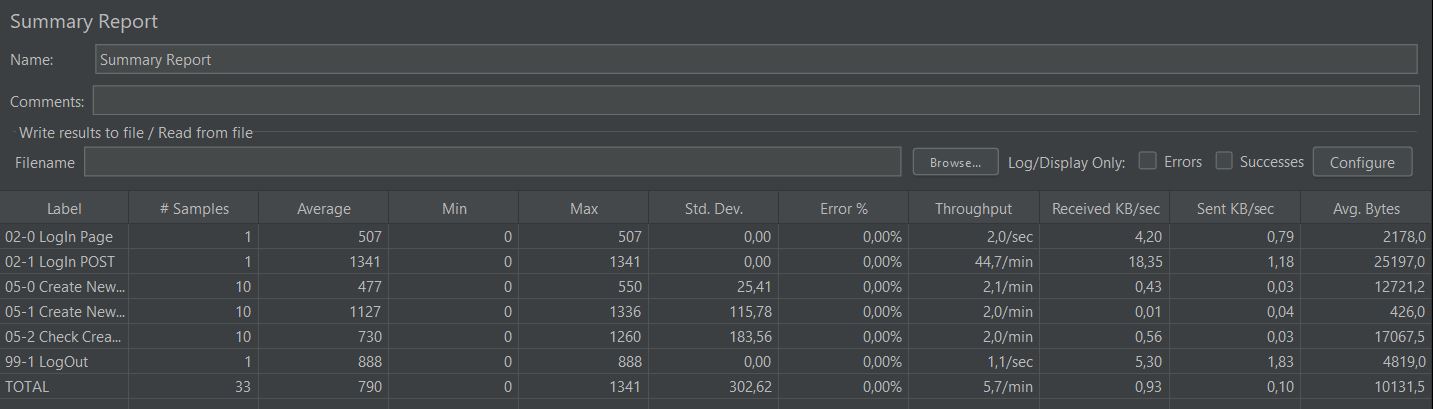 Summary Report
Name: Summary Report
Comments:
Write results to file / Read from file
Filename Browse... Log/Display Only: Errors Successes Configure
Label # Samples Average Min Max Std. Dev. Error % Throughput Received KB/sec Sent KB/sec Avg. Bytes
02-0 LogIn Page 1 507 0 507 0,00 0,00% 2,0/sec 4,20 0,79 2178,0
02-1 LogIn POST 1 1341 0 1341 0,00 0,00% 44,7/min 18,35 1,18 25197,0
05-0 Create New... 10 477 0 550 25,41 0,00% 2,1/min 0,43 0,03 12721,2
05-1 Create New... 10 1127 0 1336 115,78 0,00% 2,0/min 0,01 0,04 426,0
05-2 Check Crea... 10 730 0 1260 183,56 0,00% 2,0/min 0,56 0,03 17067,5
99-1 LogOut 1 888 0 888 0,00 0,00% 1,1/sec 5,30 1,83 4819,0
TOTAL 33 790 0 1341 302,62 0,00% 5,7/min 0,93 0,10 10131,5